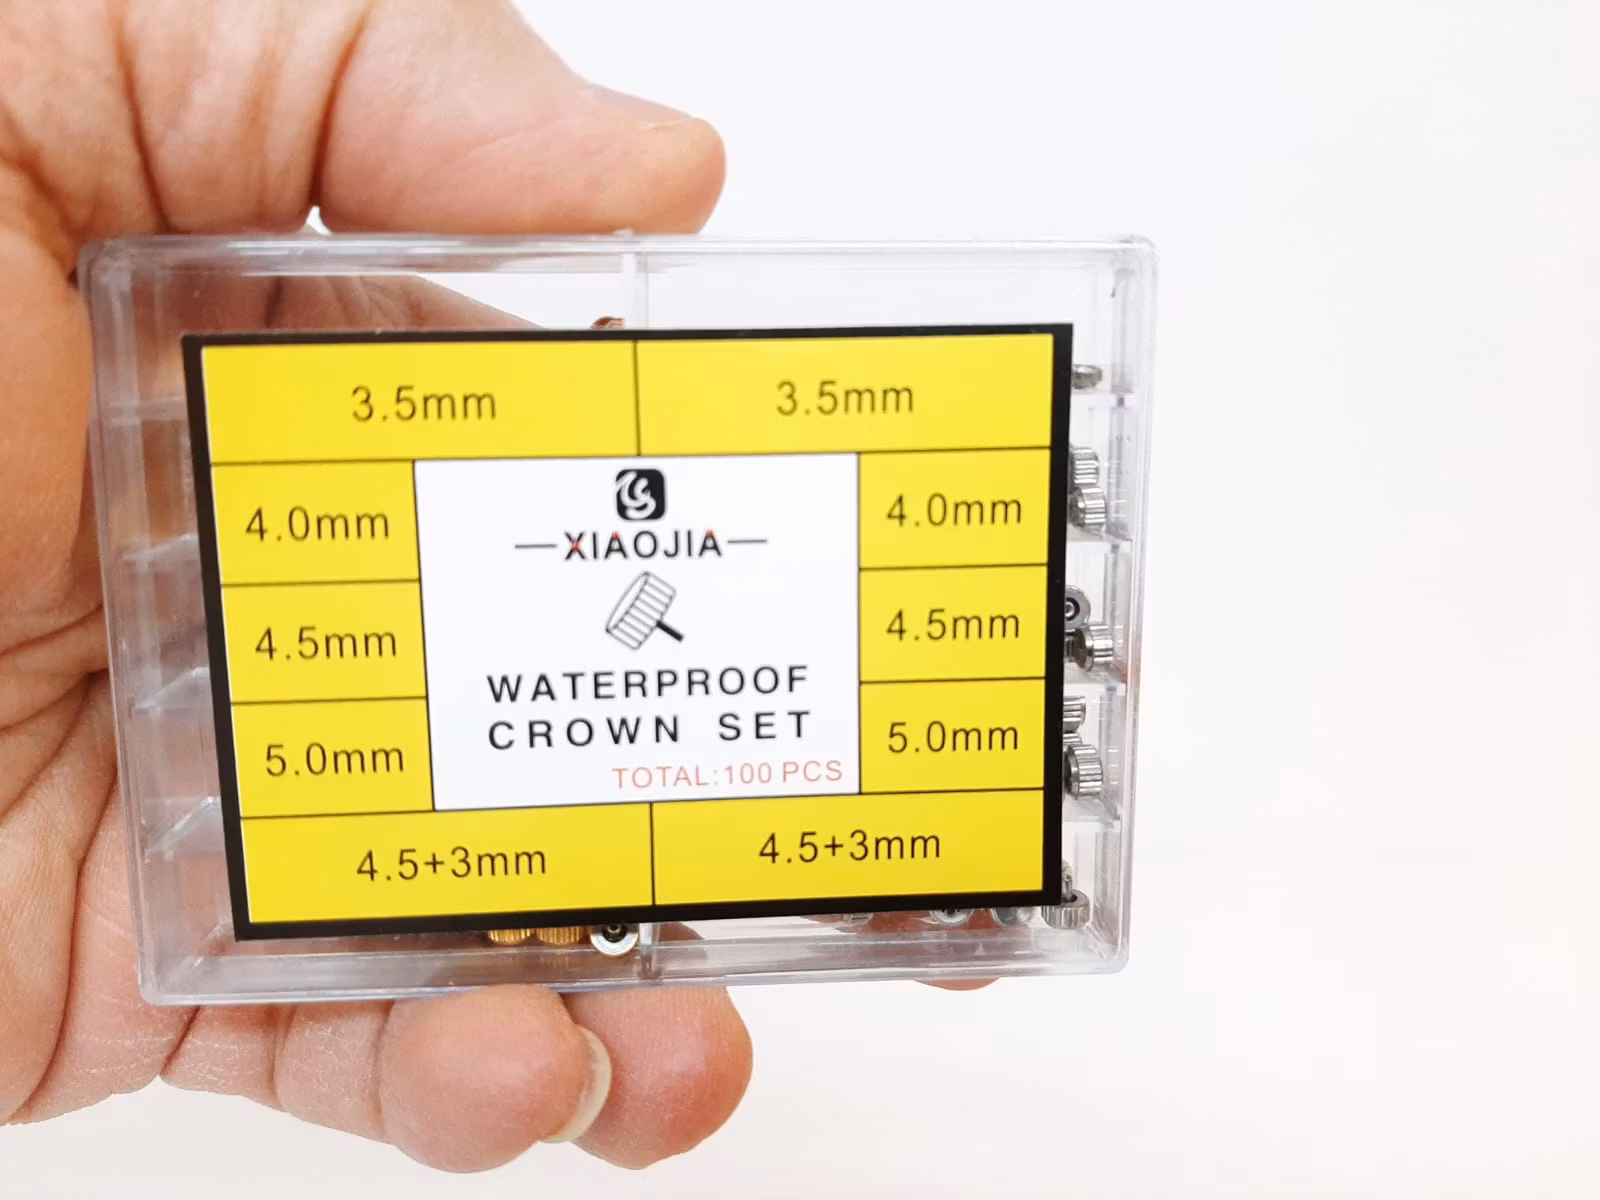 3.5mm 3.5mm
4.0mm 4.0mm
XIAOJIA
4.5mm 4.5mm
WATERPROOF
CROWN SET
5.0mm 5.0mm
TOTAL:100 PCS
4.5+3mm 4.5+3mm